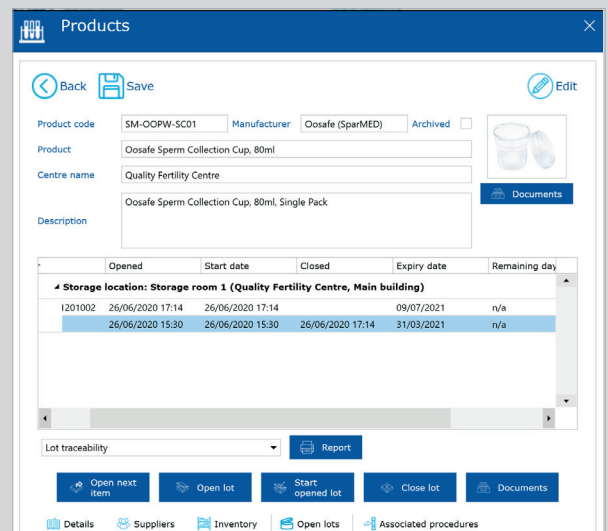 Products
Back Save Edit
Product code SM-OOPW-SC01 Manufacturer Oosafe (SparMED) Archived
Product Oosafe Sperm Collection Cup, 80ml
Centre name Quality Fertility Centre
Documents
Description Oosafe Sperm Collection Cup, 80ml, Single Pack
Opened Start date Closed Expiry date Remaining day
Storage location: Storage room 1 (Quality Fertility Centre, Main building)
1201002 26/06/2020 17:14 26/06/2020 17:14 09/07/2021 n/a
26/06/2020 15:30 26/06/2020 15:30 26/06/2020 17:14 31/03/2021 n/a
Lot traceability Report
Open next item Open lot Start opened lot Close lot Documents
Details Suppliers Inventory Open lots Associated procedures